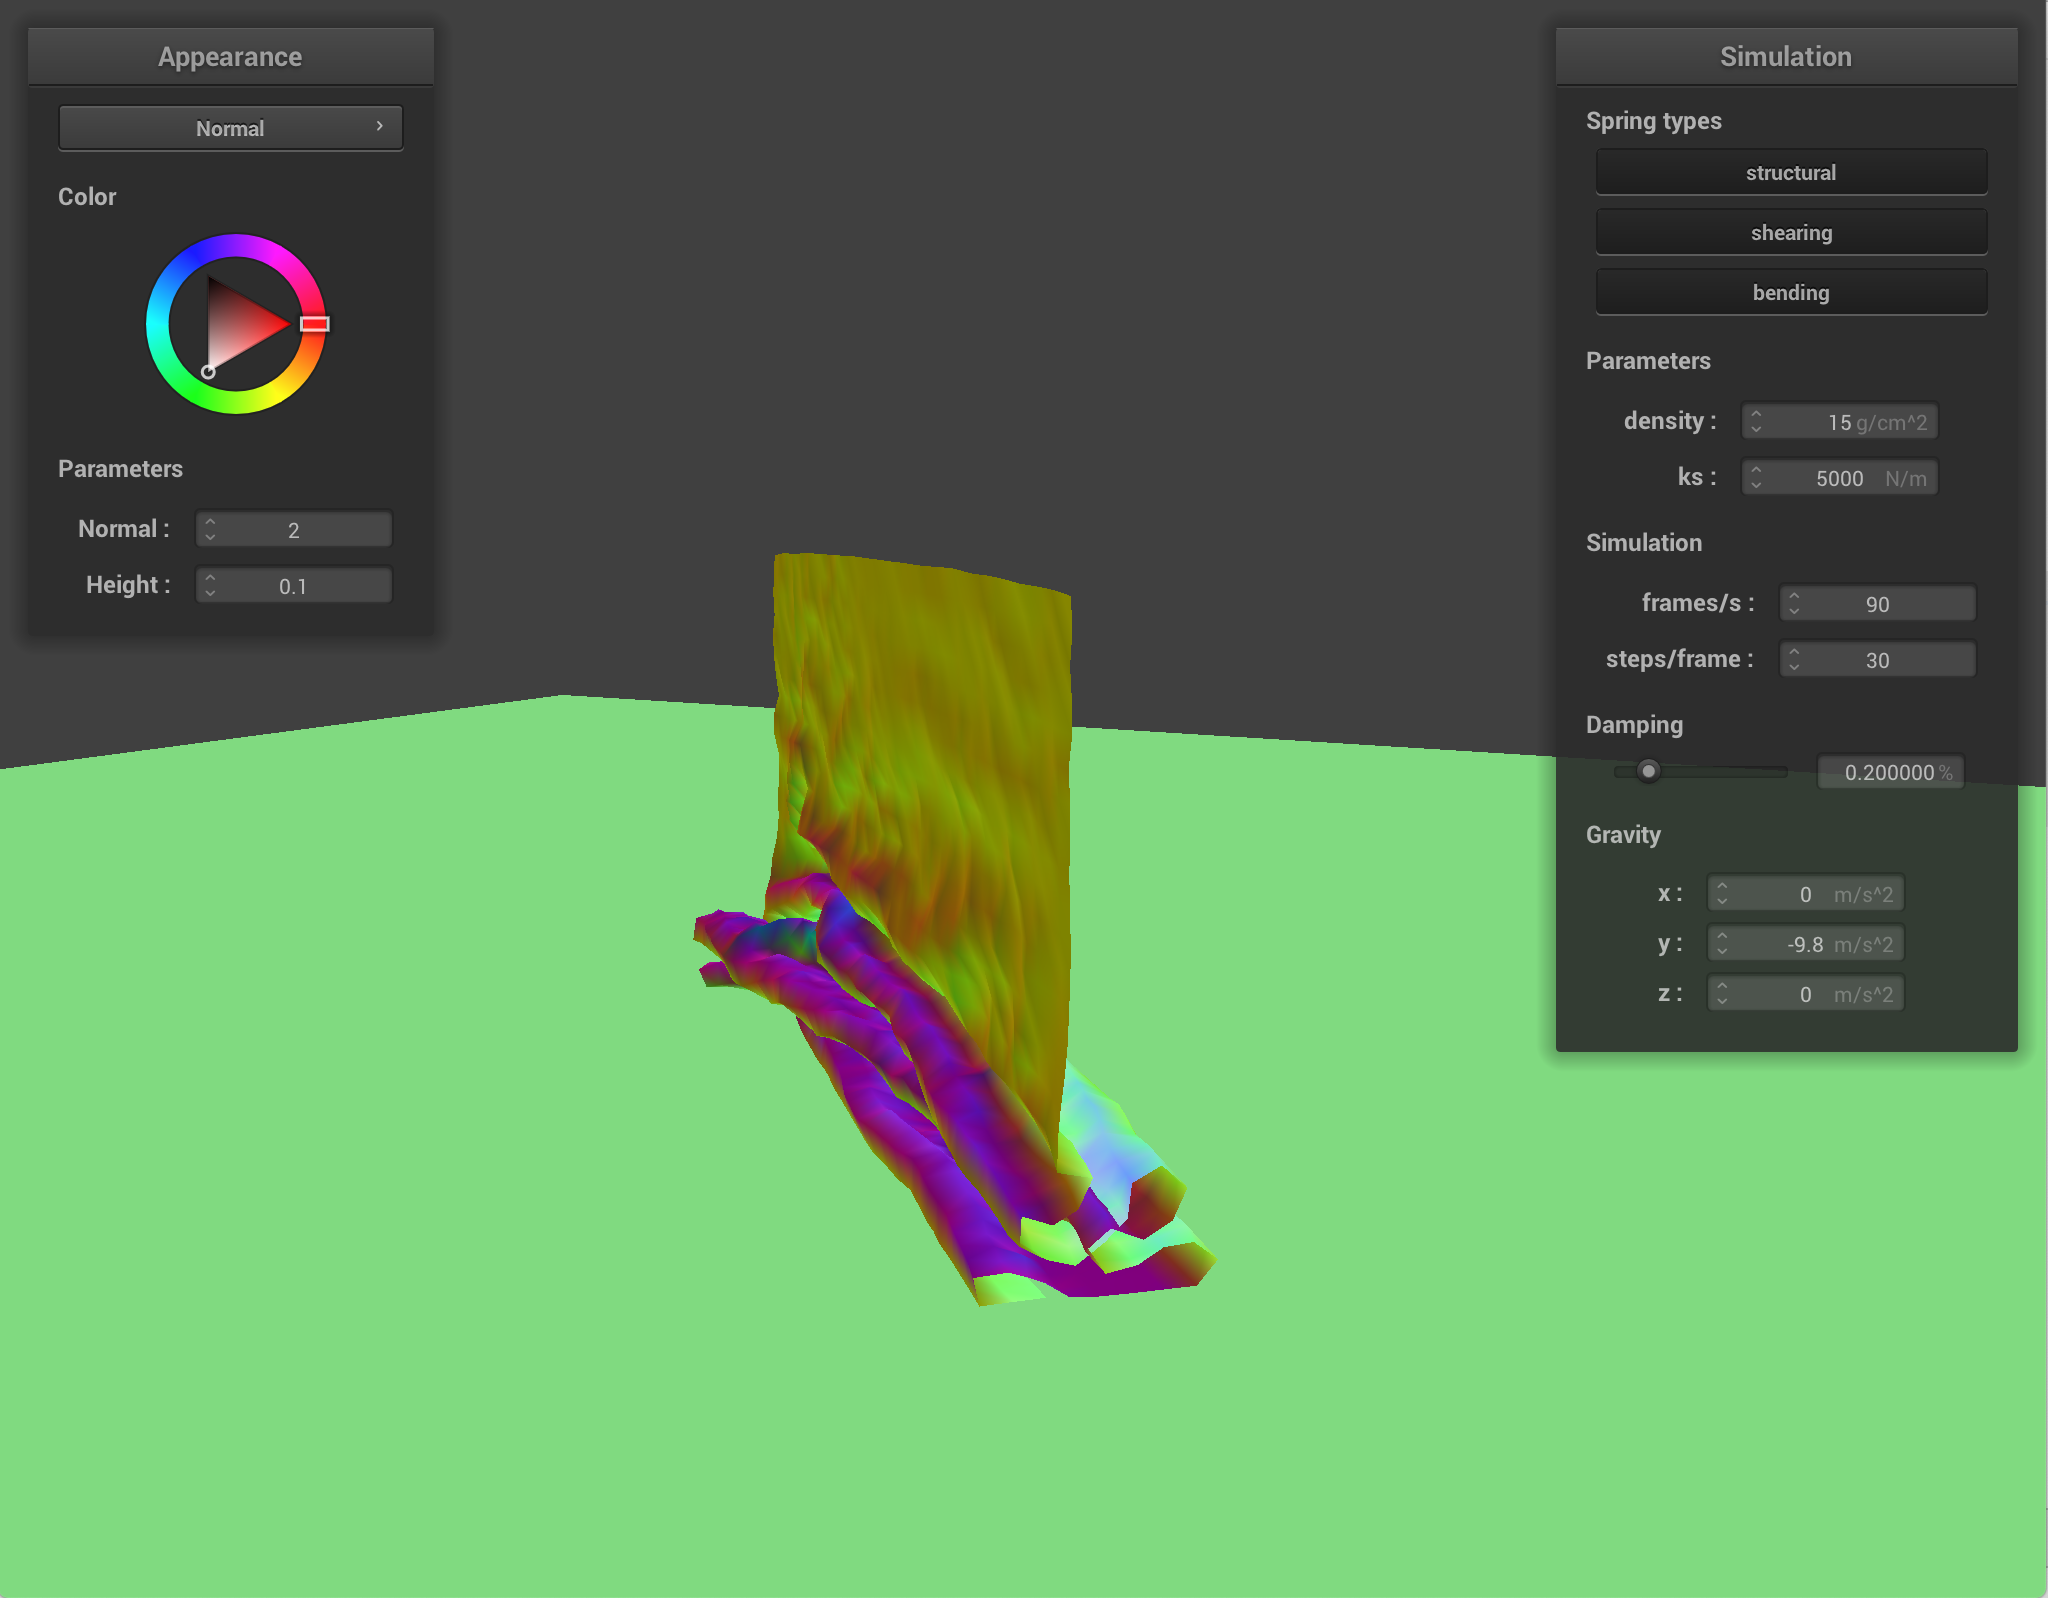 Appearance
Normal
Color
Parameters
Normal : 2
Height : 0.1
Simulation
Spring types
structural
shearing
bending
Parameters
density : 15 g/cm^2
ks : 5000 N/m
Simulation
frames/s : 90
steps/frame : 30
Damping
0.200000 %
Gravity
x : 0 m/s^2
y : -9.8 m/s^2
z : 0 m/s^2